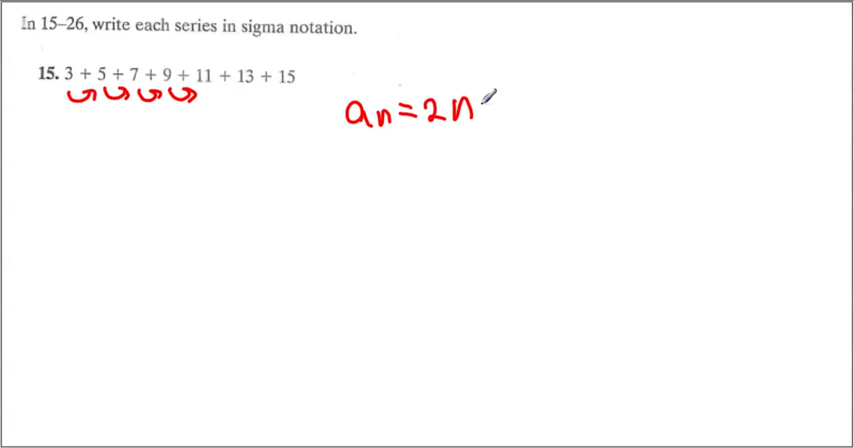 In 15–26, write each series in sigma notation.
15. 3 + 5 + 7 + 9 + 11 + 13 + 15
an = 2n